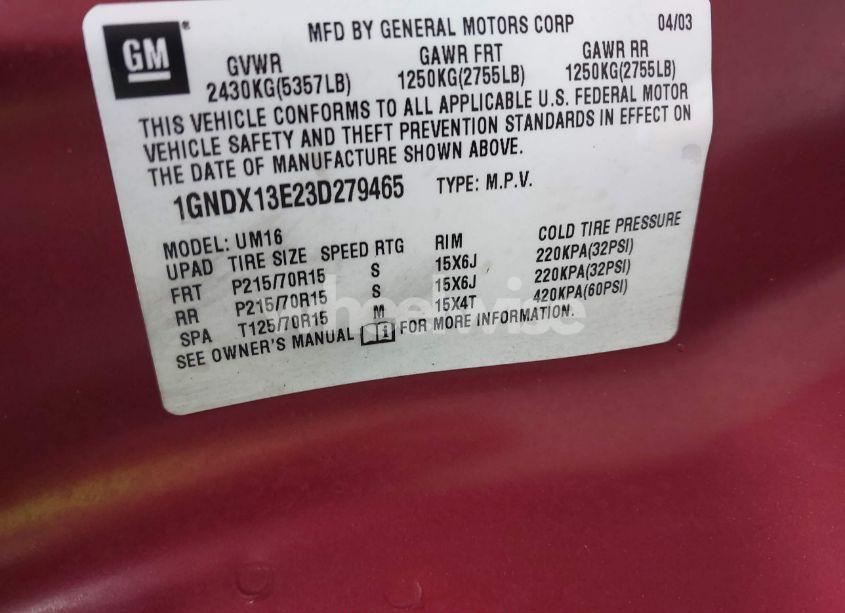 GM
MFD BY GENERAL MOTORS CORP 04/03
GVWR GAWR FRT GAWR RR
2430KG(5357LB) 1250KG(2755LB) 1250KG(2755LB)
THIS VEHICLE CONFORMS TO ALL APPLICABLE U.S. FEDERAL MOTOR
VEHICLE SAFETY AND THEFT PREVENTION STANDARDS IN EFFECT ON
THE DATE OF MANUFACTURE SHOWN ABOVE.
1GNDX13E23D279465 TYPE: M.P.V.
MODEL: UM16
UPAD TIRE SIZE SPEED RTG RIM COLD TIRE PRESSURE
FRT P215/70R15 S 15X6J 220KPA(32PSI)
RR P215/70R15 S 15X6J 220KPA(32PSI)
SPA T125/70R15 M 15X4T 420KPA(60PSI)
SEE OWNER'S MANUAL FOR MORE INFORMATION.
wheelwise